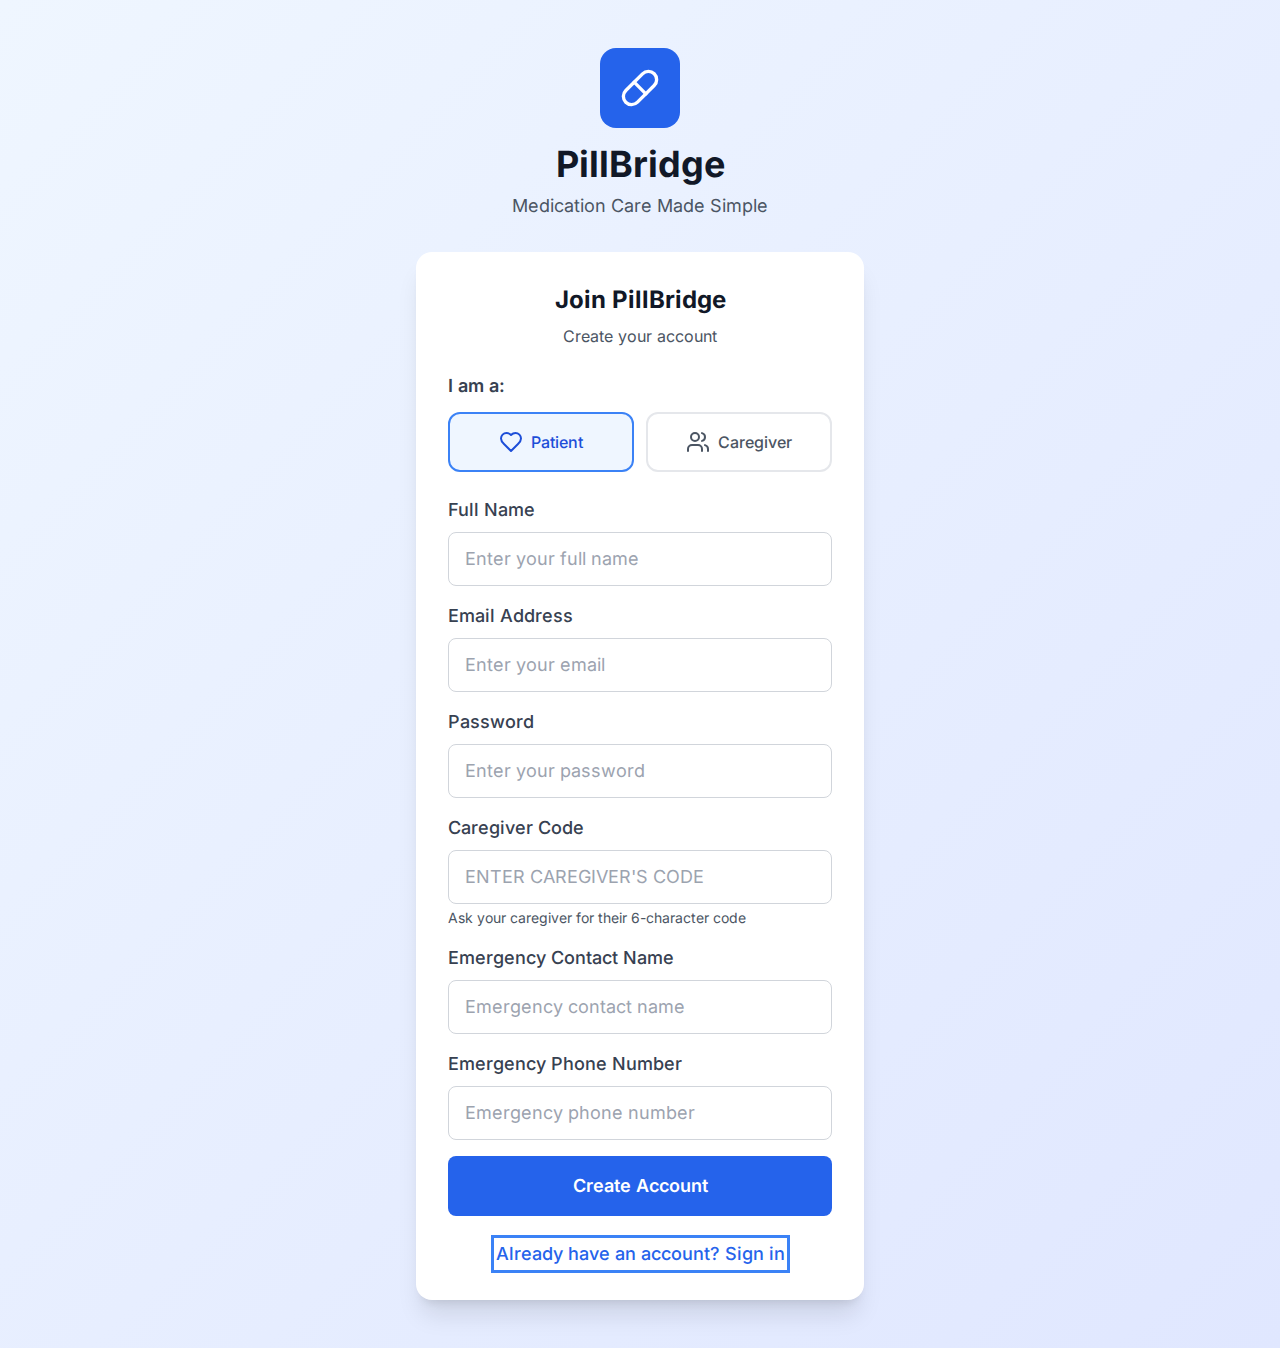 PillBridge
Medication Care Made Simple
Join PillBridge
Create your account
I am a:
Patient
Caregiver
Full Name
Enter your full name
Email Address
Enter your email
Password
Enter your password
Caregiver Code
ENTER CAREGIVER'S CODE
Ask your caregiver for their 6-character code
Emergency Contact Name
Emergency contact name
Emergency Phone Number
Emergency phone number
Create Account
Already have an account? Sign in